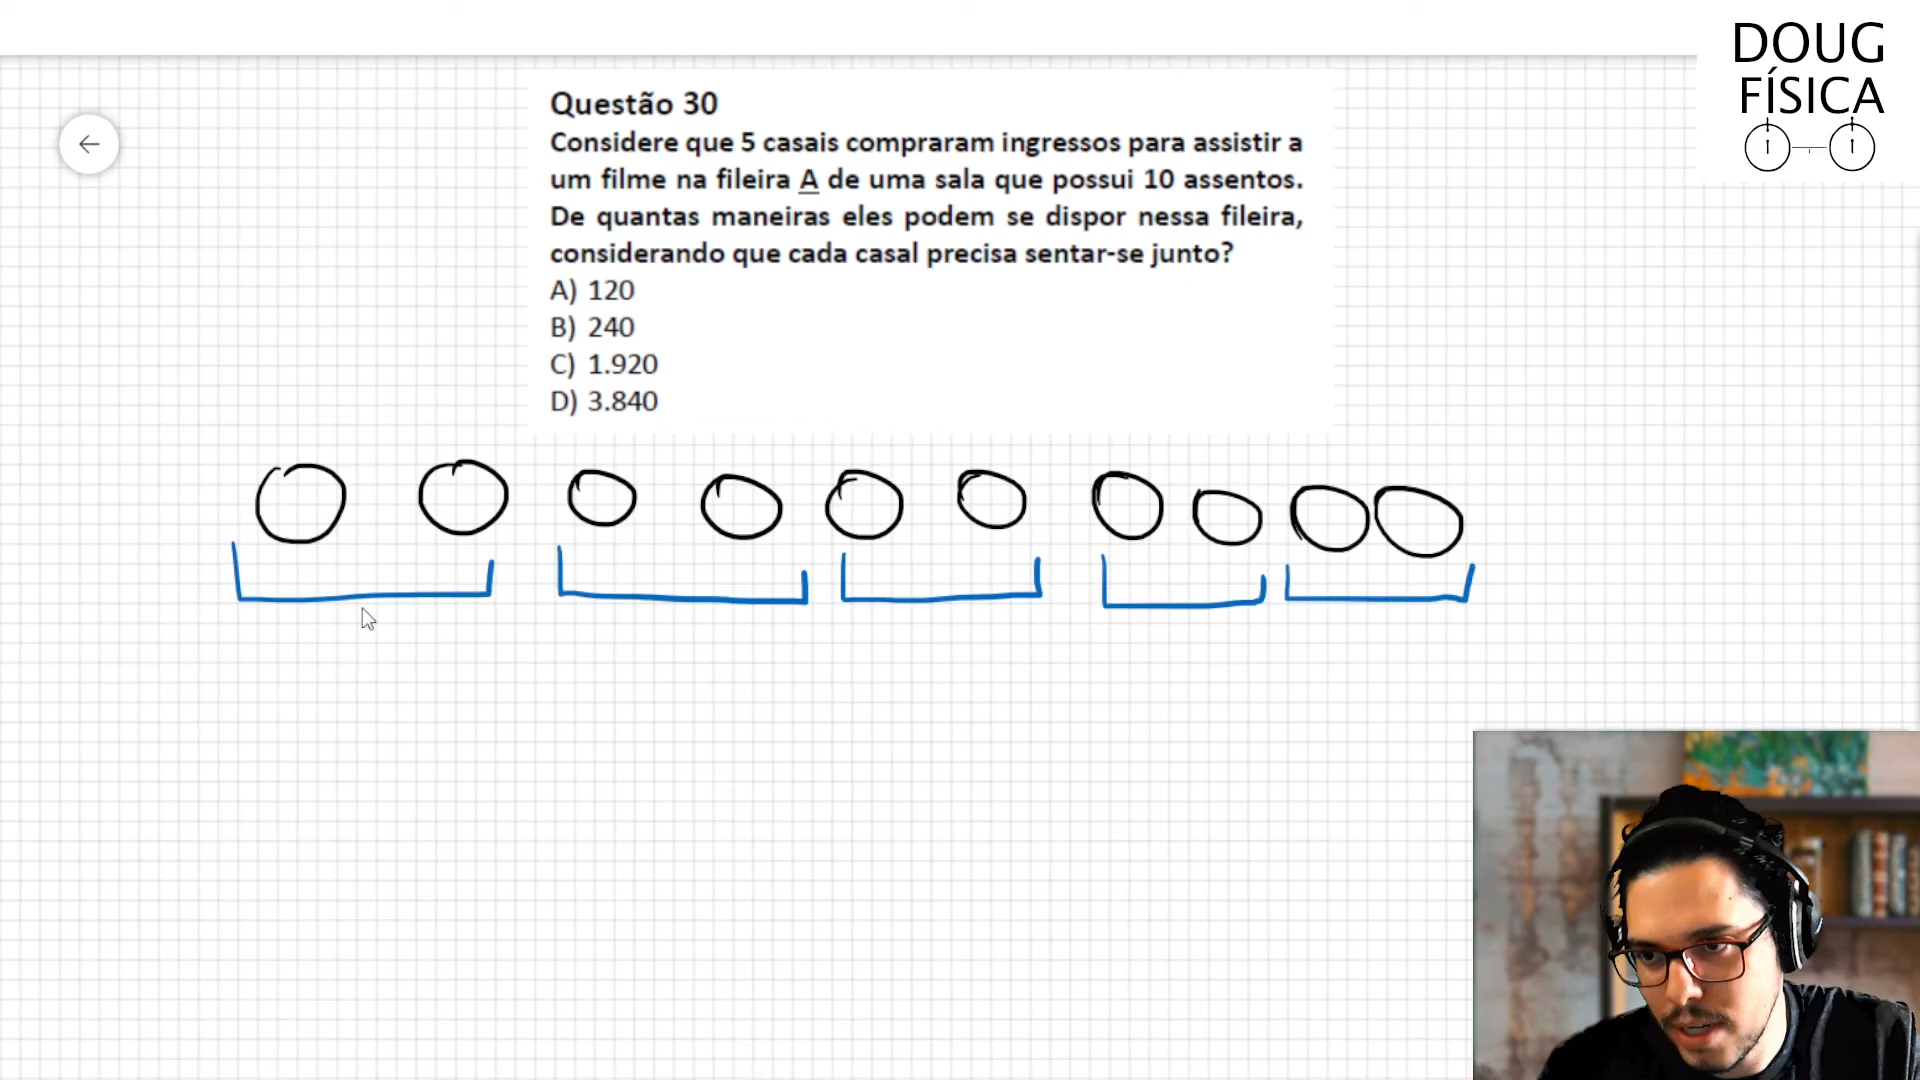 DOUG
FÍSICA
Questão 30
Considere que 5 casais compraram ingressos para assistir a
um filme na fileira A de uma sala que possui 10 assentos.
De quantas maneiras eles podem se dispor nessa fileira,
considerando que cada casal precisa sentar-se junto?
A) 120
B) 240
C) 1.920
D) 3.840